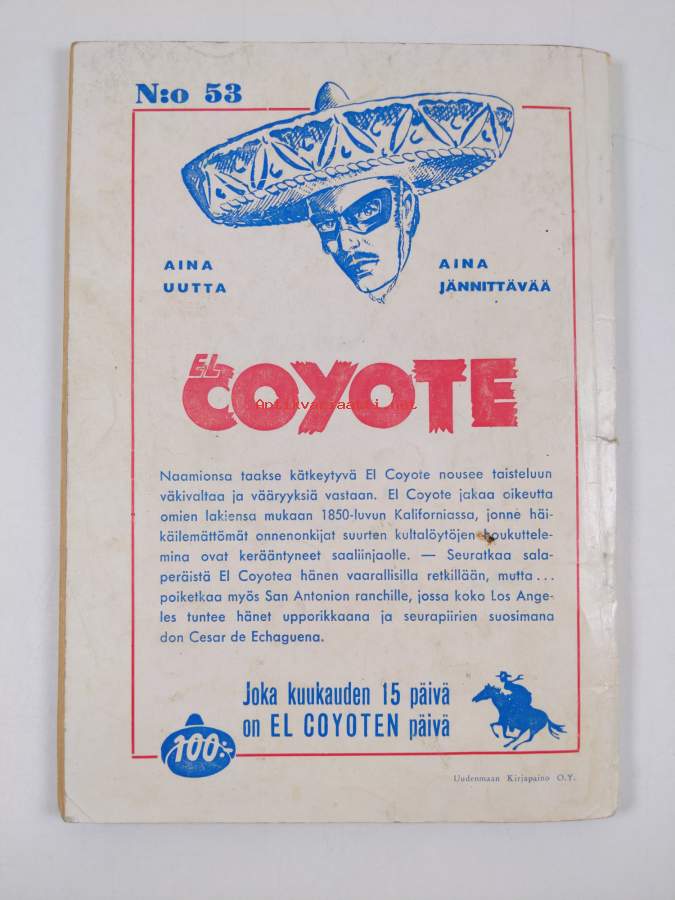 N:o 53
AINA
UUTTA
AINA
JÄNNITTÄVÄÄ
EL
COYOTE
Antikvariaatti.net
Naamionsa taakse kätkeytyvä El Coyote nousee taisteluun
väkivaltaa ja vääryyksiä vastaan. El Coyote jakaa oikeutta
omien lakiensa mukaan 1850-luvun Kaliforniassa, jonne häi-
käilemättömät onnenonkijat suurten kultalöytöjen houkuttele-
mina ovat kerääntyneet saaliinjaolle. — Seuratkaa sala-
peräistä El Coyotea hänen vaarallisilla retkillään, mutta...
poiketkaa myös San Antonion ranchille, jossa koko Los Ange-
les tuntee hänet upporikkaana ja seurapiirien suosimana
don Cesar de Echaguena.
Joka kuukauden 15 päivä
on EL COYOTEN päivä
100:-
Uudenmaan Kirjapaino O.Y.